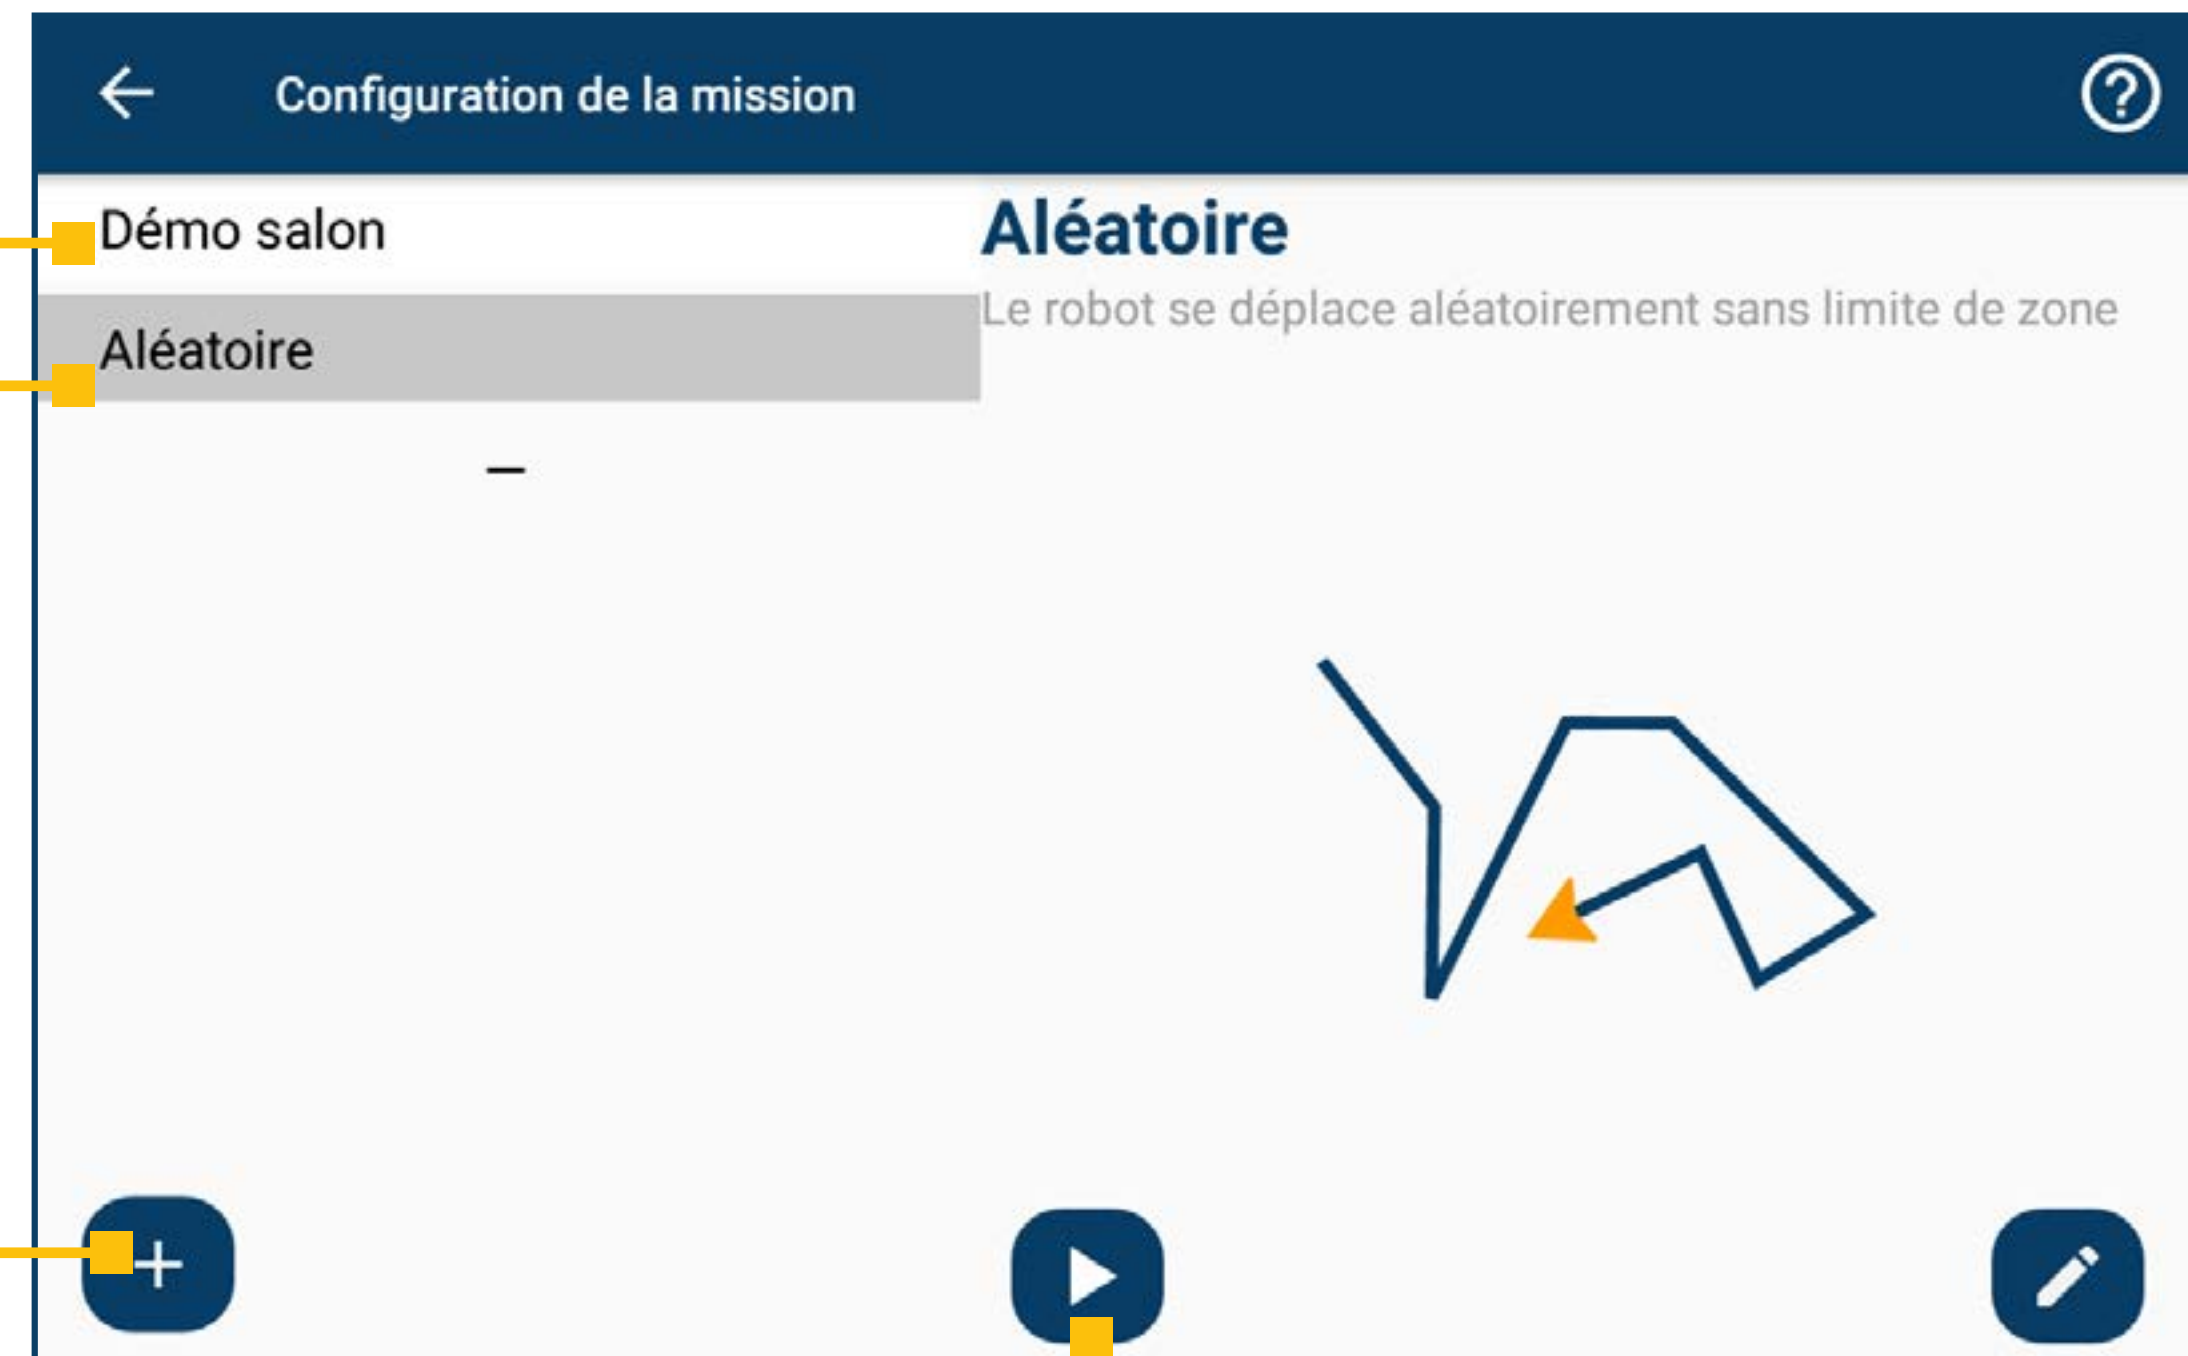 Configuration de la mission
Démo salon
Aléatoire
Aléatoire
Le robot se déplace aléatoirement sans limite de zone